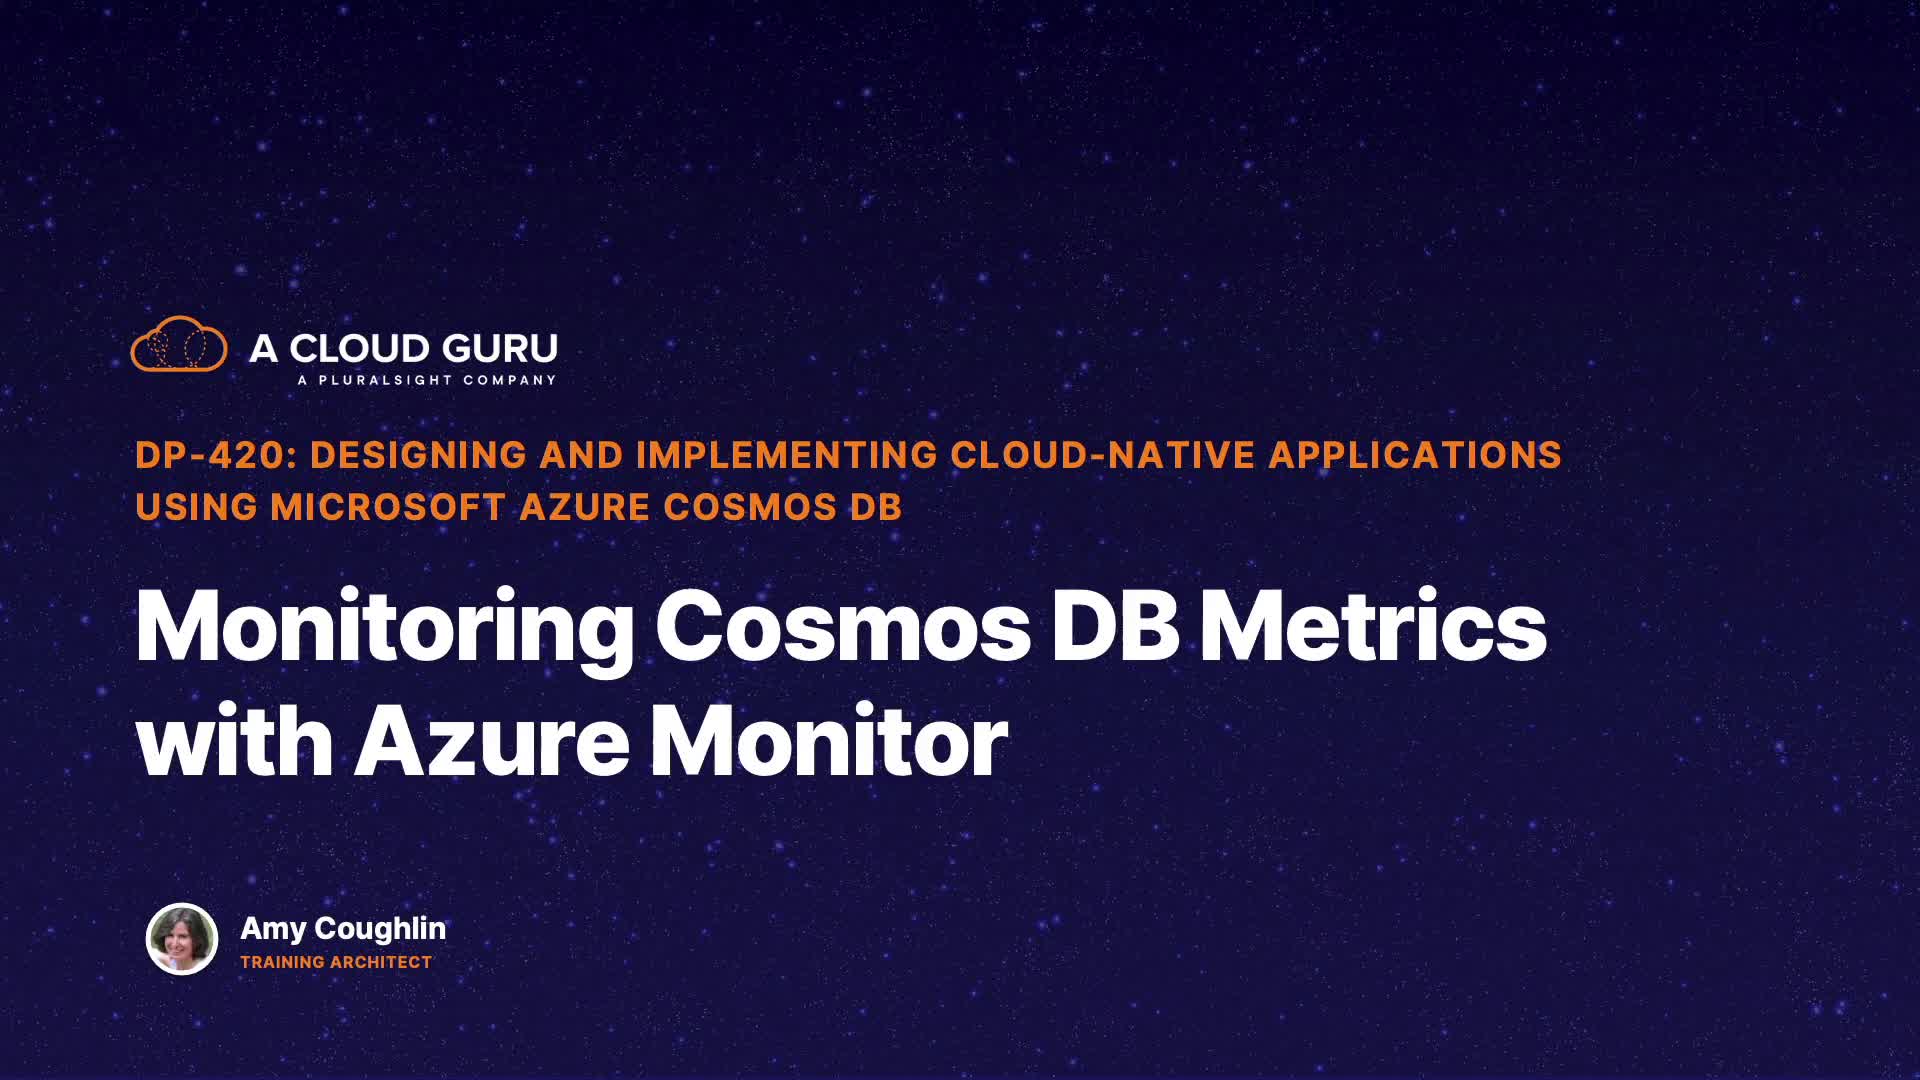 A CLOUD GURU
A PLURALSIGHT COMPANY
DP-420: DESIGNING AND IMPLEMENTING CLOUD-NATIVE APPLICATIONS
USING MICROSOFT AZURE COSMOS DB
Monitoring Cosmos DB Metrics
with Azure Monitor
Amy Coughlin
TRAINING ARCHITECT